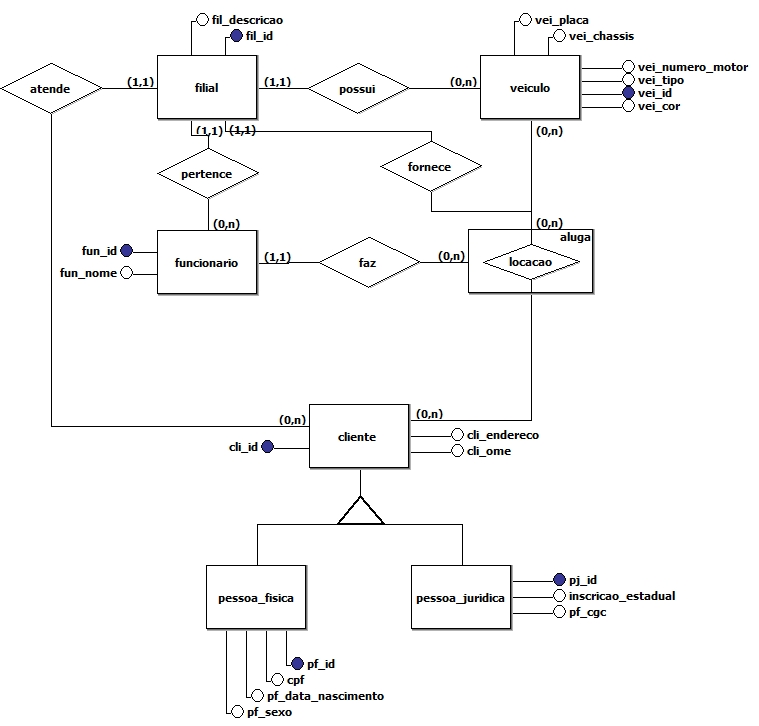 fil_descricao
fil_id
vei_placa
vei_chassis
vei_numero_motor
vei_tipo
vei_id
vei_cor
atende
(1,1)
filial
(1,1)
possui
(0,n)
veiculo
(1,1)
(1,1)
(0,n)
pertence
fornece
(0,n)
(0,n)
aluga
fun_id
fun_nome
funcionario
(1,1)
faz
(0,n)
locacao
(0,n)
(0,n)
cliente
cli_id
cli_endereco
cli_ome
pessoa_fisica
pessoa_juridica
pj_id
inscricao_estadual
pf_cgc
pf_id
cpf
pf_data_nascimento
pf_sexo